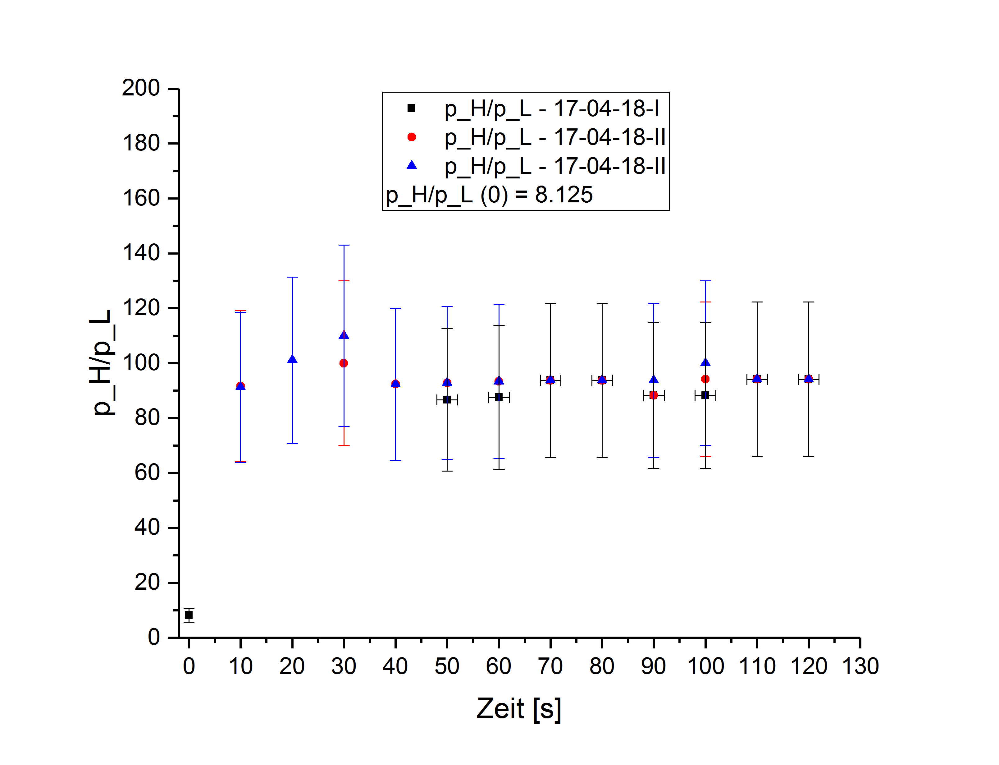 200
180
160
140
120
100
80
60
40
20
0
p_H/p_L
p_H/p_L - 17-04-18-I
p_H/p_L - 17-04-18-II
p_H/p_L - 17-04-18-II
p_H/p_L (0) = 8.125
0 10 20 30 40 50 60 70 80 90 100 110 120 130
Zeit [s]